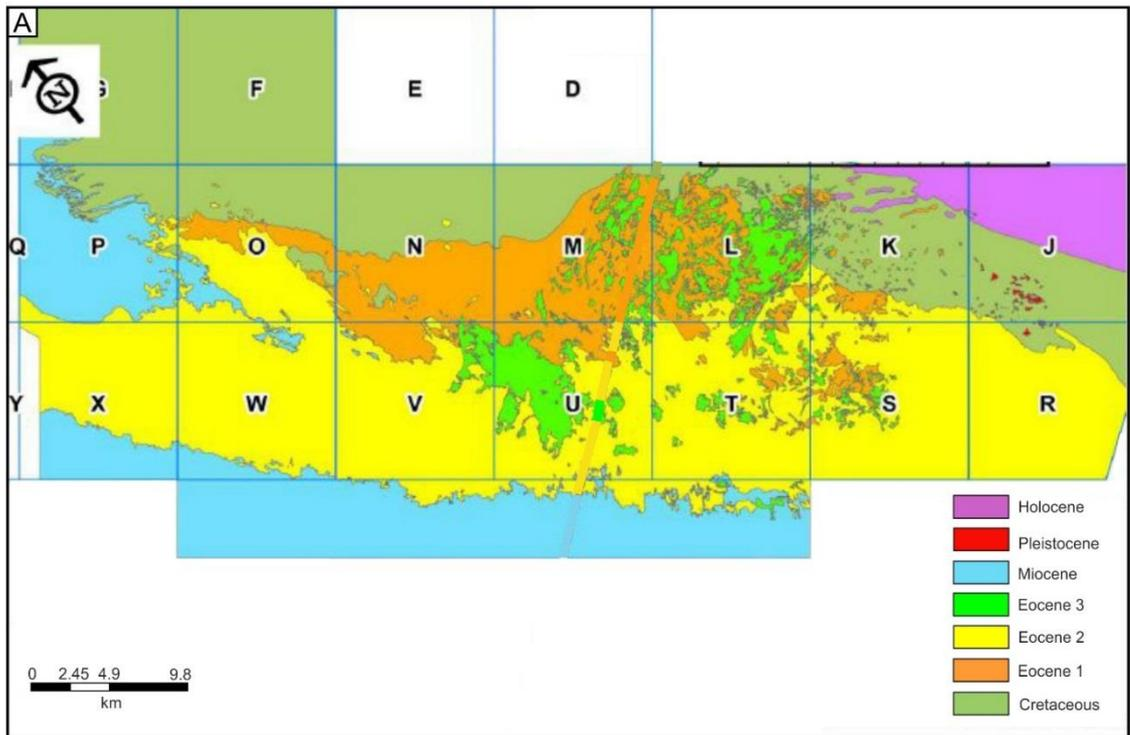 A
N
G F E D
Q P O N M L K J
Y X W V U T S R
Holocene
Pleistocene
Miocene
Eocene 3
Eocene 2
Eocene 1
Cretaceous
0 2.45 4.9 9.8
km